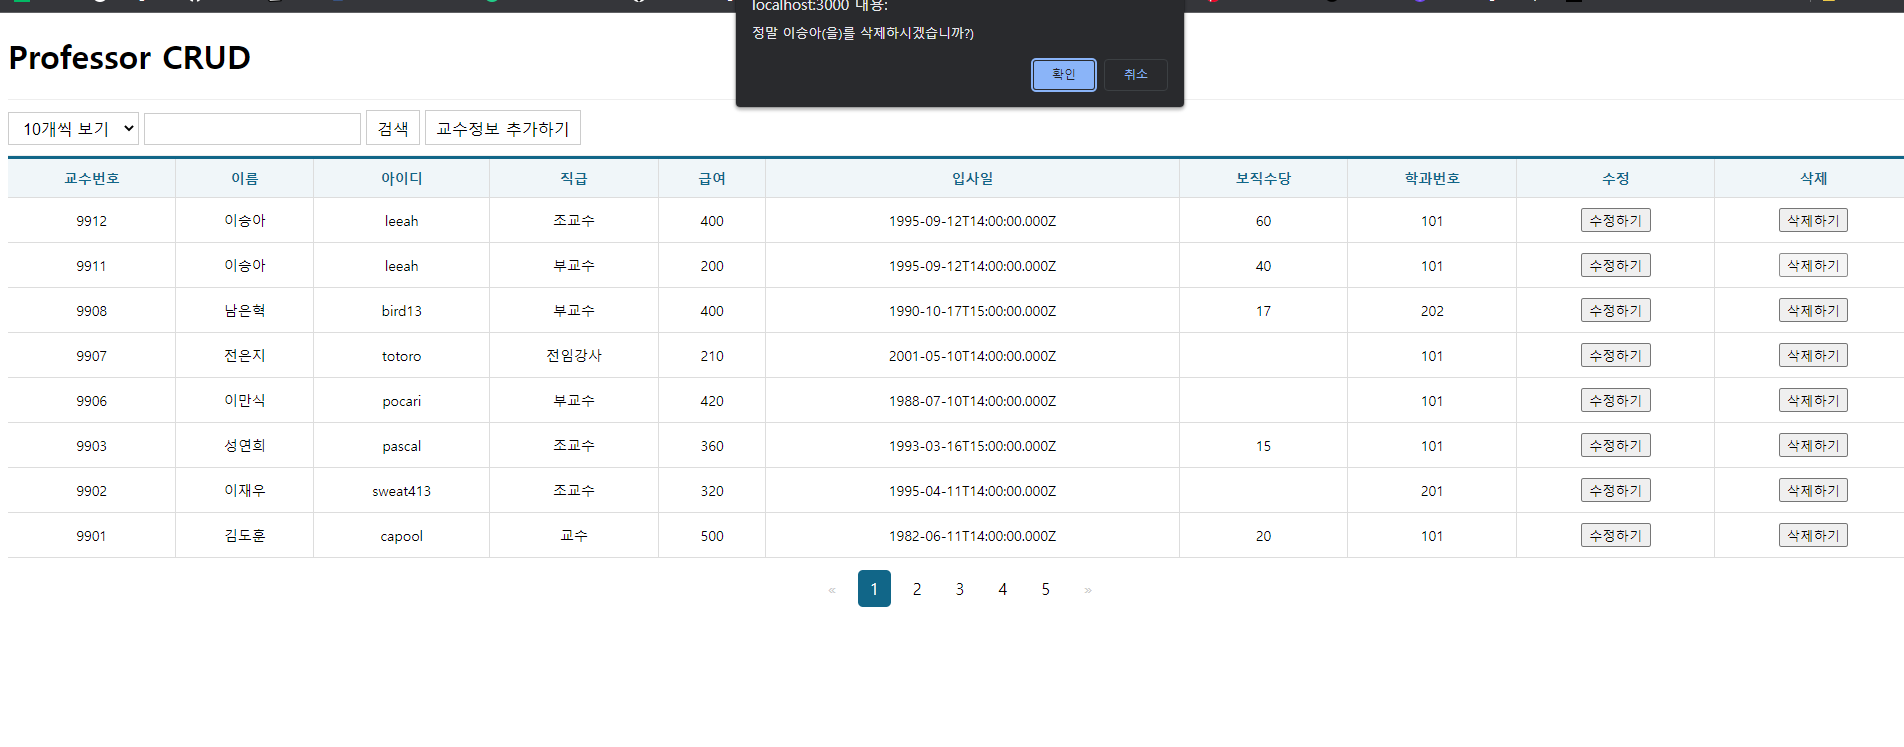 localhost:3000 내용:
정말 이승아(을)를 삭제하시겠습니까?)
확인 취소
Professor CRUD
10개씩 보기 검색 교수정보 추가하기
교수번호 이름 아이디 직급 급여 입사일 보직수당 학과번호 수정 삭제
9912 이승아 leeah 조교수 400 1995-09-12T14:00:00.000Z 60 101 수정하기 삭제하기
9911 이승아 leeah 부교수 200 1995-09-12T14:00:00.000Z 40 101 수정하기 삭제하기
9908 남은혁 bird13 부교수 400 1990-10-17T15:00:00.000Z 17 202 수정하기 삭제하기
9907 전은지 totoro 전임강사 210 2001-05-10T14:00:00.000Z 101 수정하기 삭제하기
9906 이만식 pocari 부교수 420 1988-07-10T14:00:00.000Z 101 수정하기 삭제하기
9903 성연희 pascal 조교수 360 1993-03-16T15:00:00.000Z 15 101 수정하기 삭제하기
9902 이재우 sweat413 조교수 320 1995-04-11T14:00:00.000Z 201 수정하기 삭제하기
9901 김도훈 capool 교수 500 1982-06-11T14:00:00.000Z 20 101 수정하기 삭제하기
« 1 2 3 4 5 »